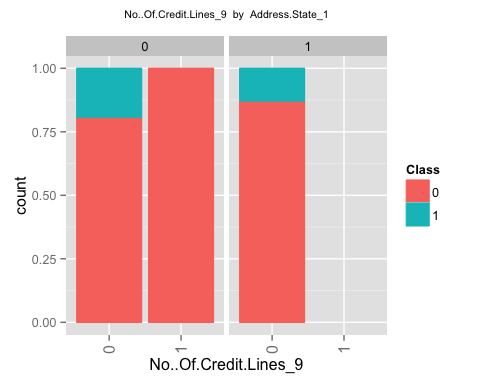 No..Of.Credit.Lines_9 by Address.State_1
0 1
1.00
0.75
0.50
0.25
0.00
count
0 1 0 1
No..Of.Credit.Lines_9
Class
0
1